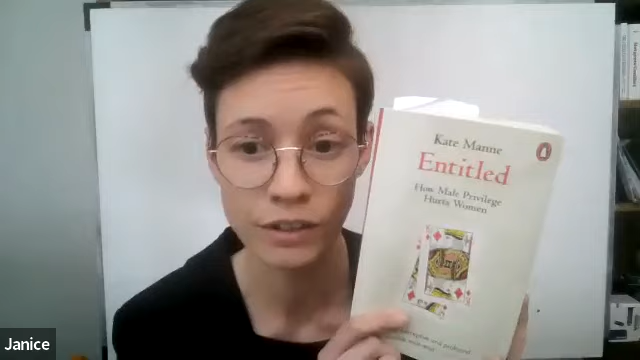 Kate Manne
Entitled
How Male Privilege
Hurts Women
Janice